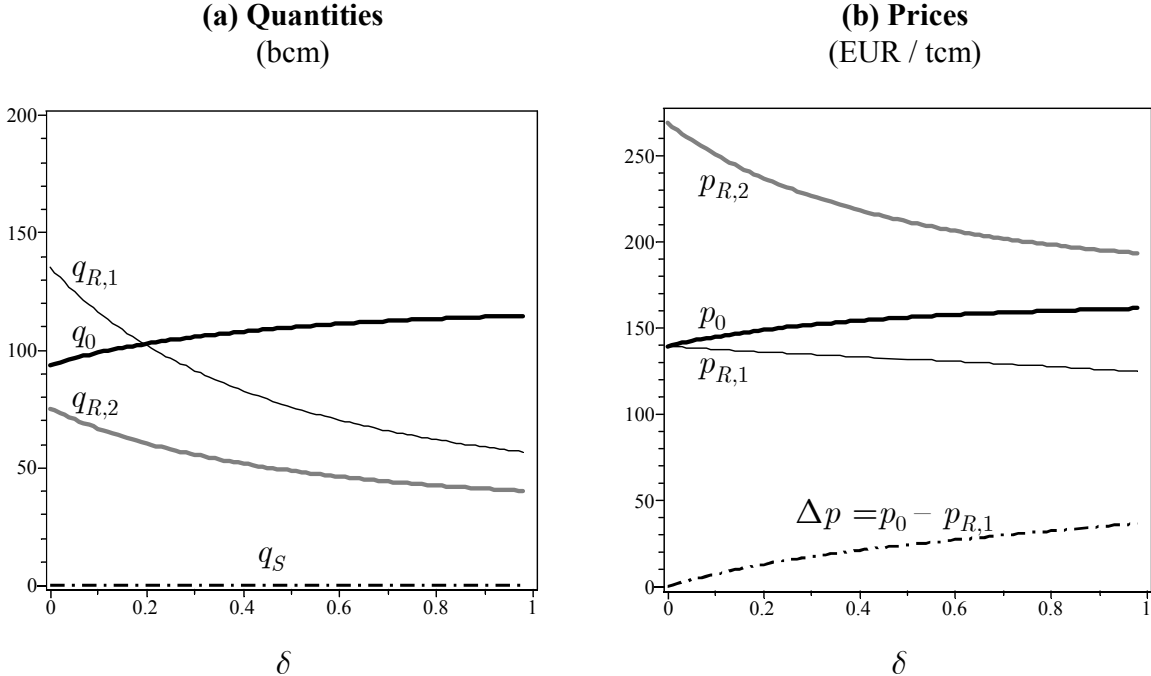 (a) Quantities
(bcm)
200
150
100
50
0
q_{R,1}
q_0
q_{R,2}
q_S
0 0.2 0.4 0.6 0.8 1
δ
(b) Prices
(EUR / tcm)
250
200
150
100
50
0
p_{R,2}
p_0
p_{R,1}
Δp = p_0 – p_{R,1}
0 0.2 0.4 0.6 0.8 1
δ